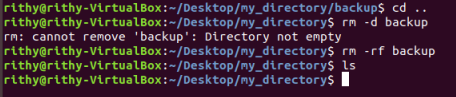 rithy@rithy-VirtualBox:~/Desktop/my_directory/backup$ cd ..
rithy@rithy-VirtualBox:~/Desktop/my_directory$ rm -d backup
rm: cannot remove 'backup': Directory not empty
rithy@rithy-VirtualBox:~/Desktop/my_directory$ rm -rf backup
rithy@rithy-VirtualBox:~/Desktop/my_directory$ ls
rithy@rithy-VirtualBox:~/Desktop/my_directory$